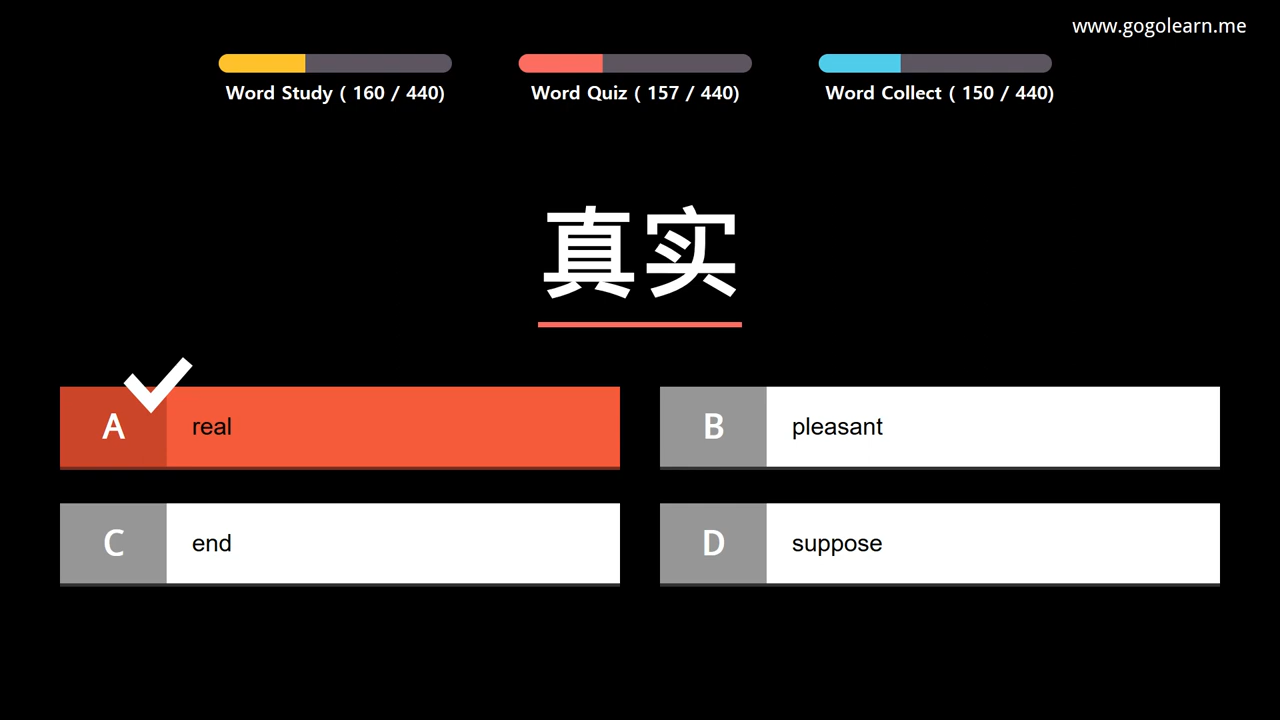 www.gogolearn.me
Word Study ( 160 / 440)
Word Quiz ( 157 / 440)
Word Collect ( 150 / 440)
真实
A real
B pleasant
C end
D suppose